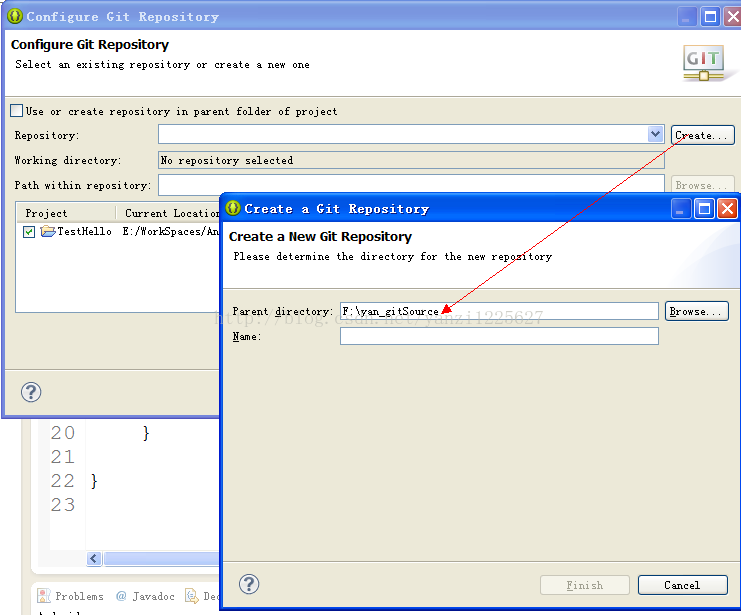 Configure Git Repository
Configure Git Repository
Select an existing repository or create a new one
GIT
Use or create repository in parent folder of project
Repository:
Create...
Working directory:
No repository selected
Path within repository:
Browse...
Project
Current Location
TestHello
E:/WorkSpaces/An
Create a Git Repository
Create a New Git Repository
Please determine the directory for the new repository
Parent directory:
F:\yan_gitSource
Browse...
http://blog.csdn.net/yanzi1225627
Name:
?
20 }
21
22 }
23
Problems
@ Javadoc
Dec
?
Finish
Cancel